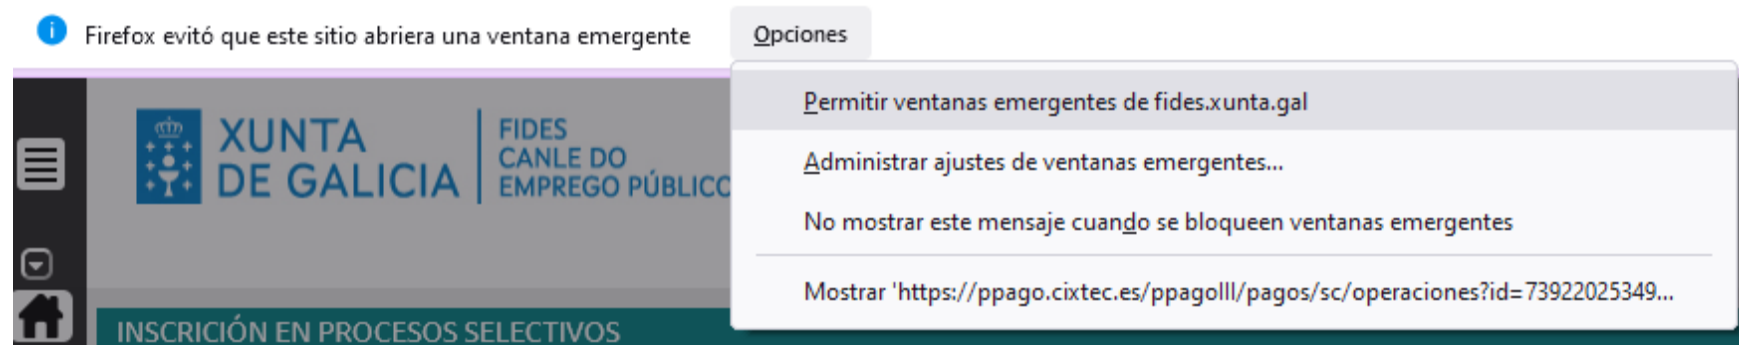 Firefox evitó que este sitio abriera una ventana emergente
Opciones
Permitir ventanas emergentes de fides.xunta.gal
Administrar ajustes de ventanas emergentes...
No mostrar este mensaje cuando se bloqueen ventanas emergentes
Mostrar 'https://ppago.cixtec.es/ppagoIII/pagos/sc/operaciones?id=73922025349...
XUNTA
DE GALICIA
FIDES
CANLE DO
EMPREGO PÚBLICO
INSCRICIÓN EN PROCESOS SELECTIVOS